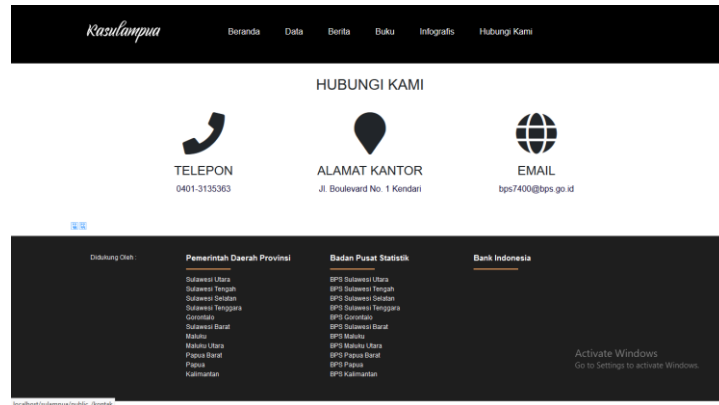 Rasulampua
Beranda Data Berita Buku Infografis Hubungi Kami
HUBUNGI KAMI
TELEPON
0401-3135363
ALAMAT KANTOR
Jl. Boulevard No. 1 Kendari
EMAIL
bps7400@bps.go.id
Didukung Oleh :
Pemerintah Daerah Provinsi
Sulawesi Utara
Sulawesi Tengah
Sulawesi Selatan
Sulawesi Tenggara
Gorontalo
Sulawesi Barat
Maluku
Maluku Utara
Papua Barat
Papua
Kalimantan
Badan Pusat Statistik
BPS Sulawesi Utara
BPS Sulawesi Tengah
BPS Sulawesi Selatan
BPS Sulawesi Tenggara
BPS Gorontalo
BPS Sulawesi Barat
BPS Maluku
BPS Maluku Utara
BPS Papua Barat
BPS Papua
BPS Kalimantan
Bank Indonesia
Activate Windows
Go to Settings to activate Windows.